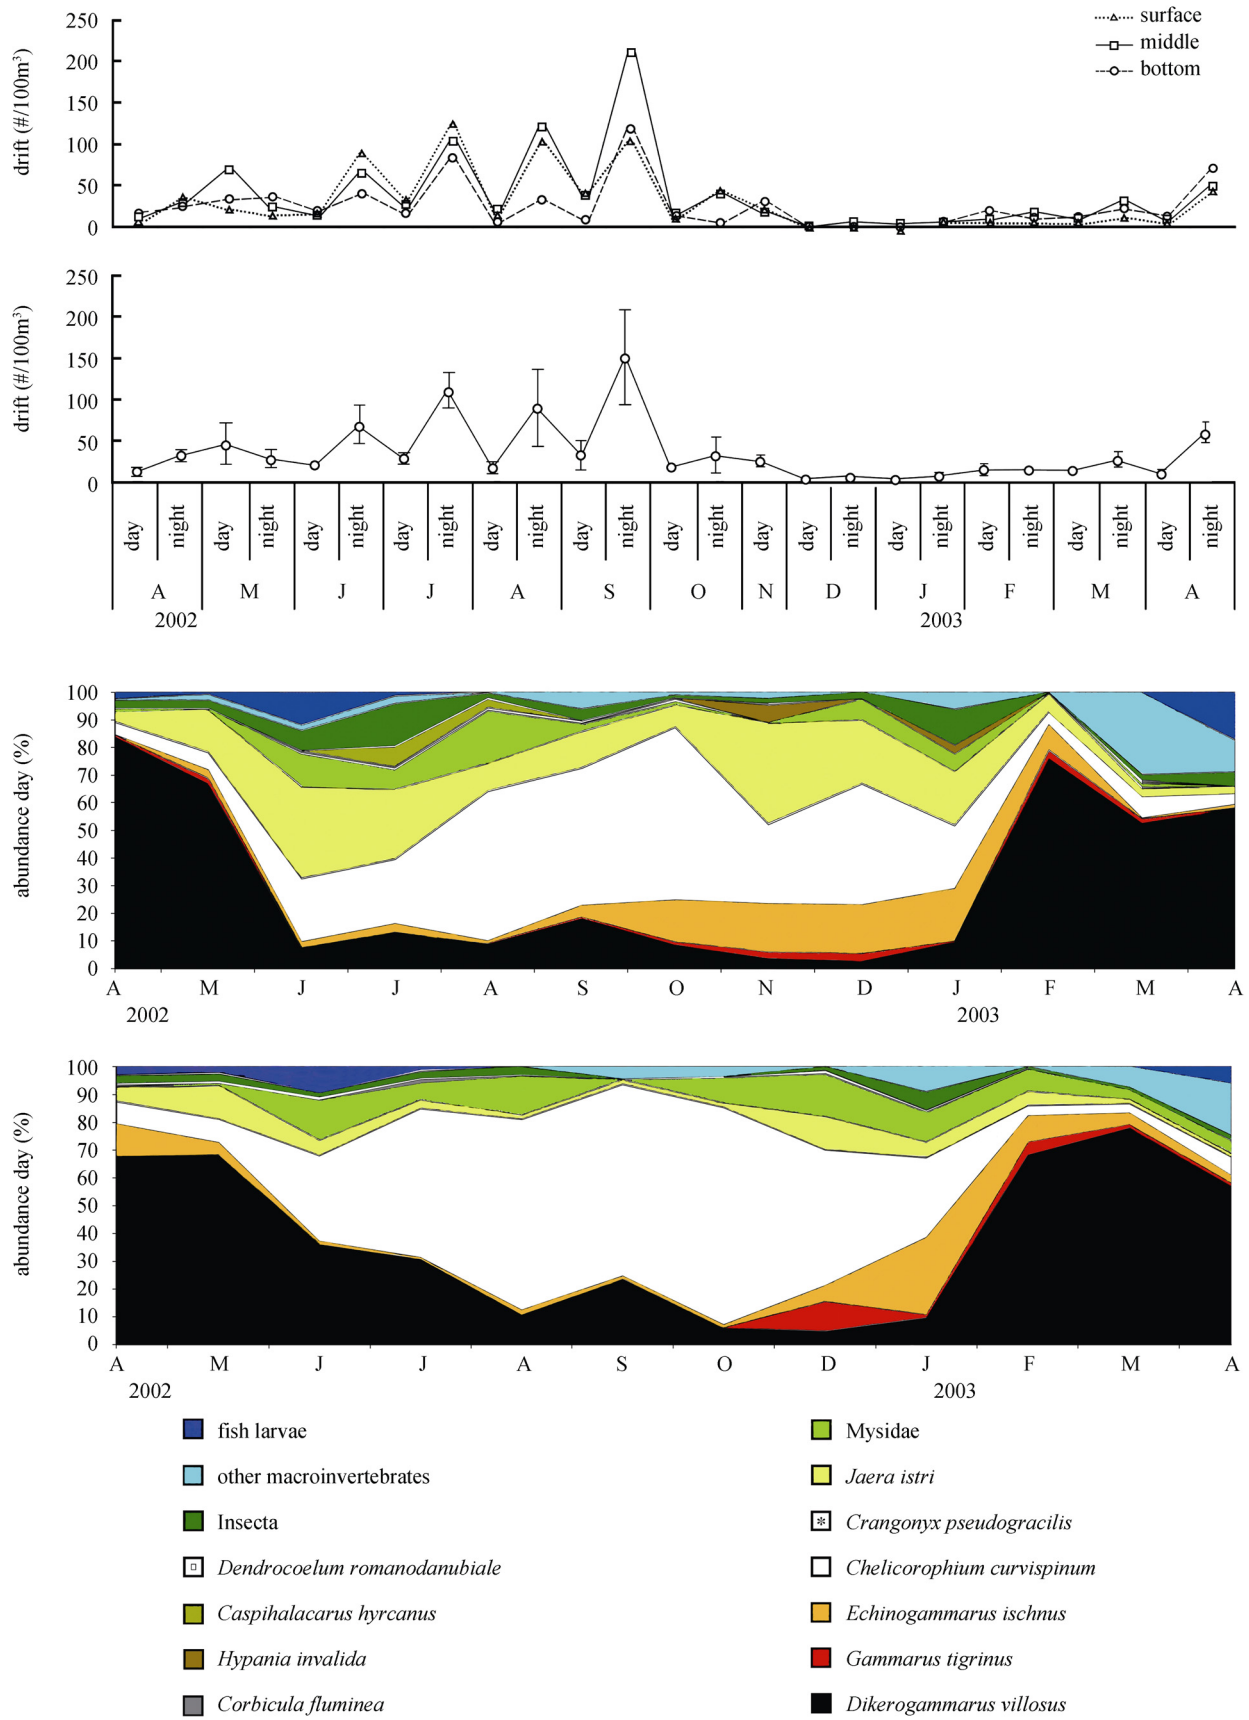 surface
middle
bottom
drift (#/100m³)
250
200
150
100
50
0
drift (#/100m³)
250
200
150
100
50
0
day night day night day night day night day night day night day night day day night day night day night day night day night
A M J J A S O N D J F M A
2002 2003
abundance day (%)
100
90
80
70
60
50
40
30
20
10
0
A M J J A S O N D J F M A
2002 2003
abundance day (%)
100
90
80
70
60
50
40
30
20
10
0
A M J J A S O D J F M A
2002 2003
fish larvae
other macroinvertebrates
Insecta
Dendrocoelum romanodanubiale
Caspihalacarus hyrcanus
Hypania invalida
Corbicula fluminea
Mysidae
Jaera istri
* Crangonyx pseudogracilis
Chelicorophium curvispinum
Echinogammarus ischnus
Gammarus tigrinus
Dikerogammarus villosus